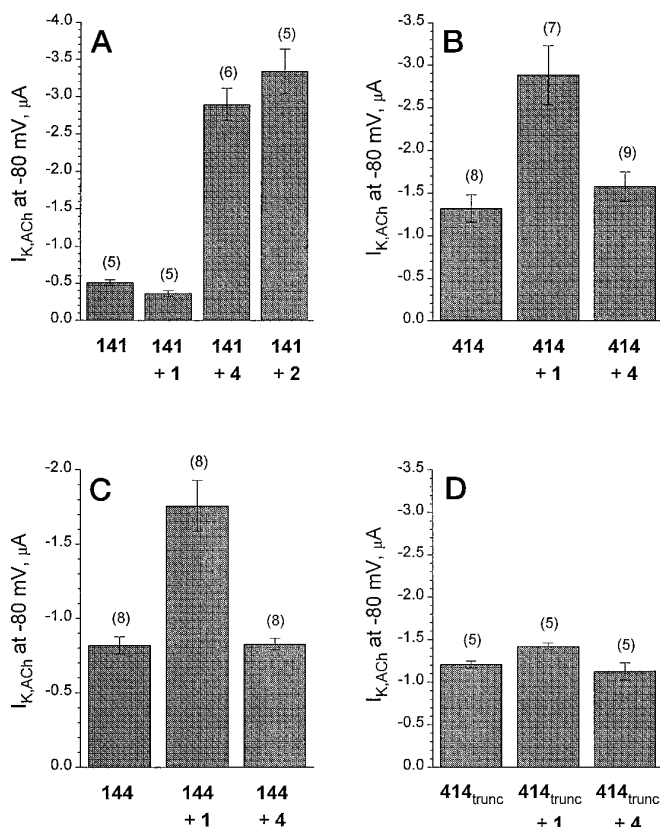 A
I_K,ACh at -80 mV, μA
-4.0
-3.5
-3.0
-2.5
-2.0
-1.5
-1.0
-0.5
0.0
(5)
(5)
(6)
(5)
141 141 141 141
+ 1 + 4 + 2
B
I_K,ACh at -80 mV, μA
-3.5
-3.0
-2.5
-2.0
-1.5
-1.0
-0.5
0.0
(8)
(7)
(9)
414 414 414
+ 1 + 4
C
I_K,ACh at -80 mV, μA
-2.0
-1.5
-1.0
-0.5
0.0
(8)
(8)
(8)
144 144 144
+ 1 + 4
D
I_K,ACh at -80 mV, μA
-3.5
-3.0
-2.5
-2.0
-1.5
-1.0
-0.5
0.0
(5)
(5)
(5)
414trunc 414trunc 414trunc
+ 1 + 4